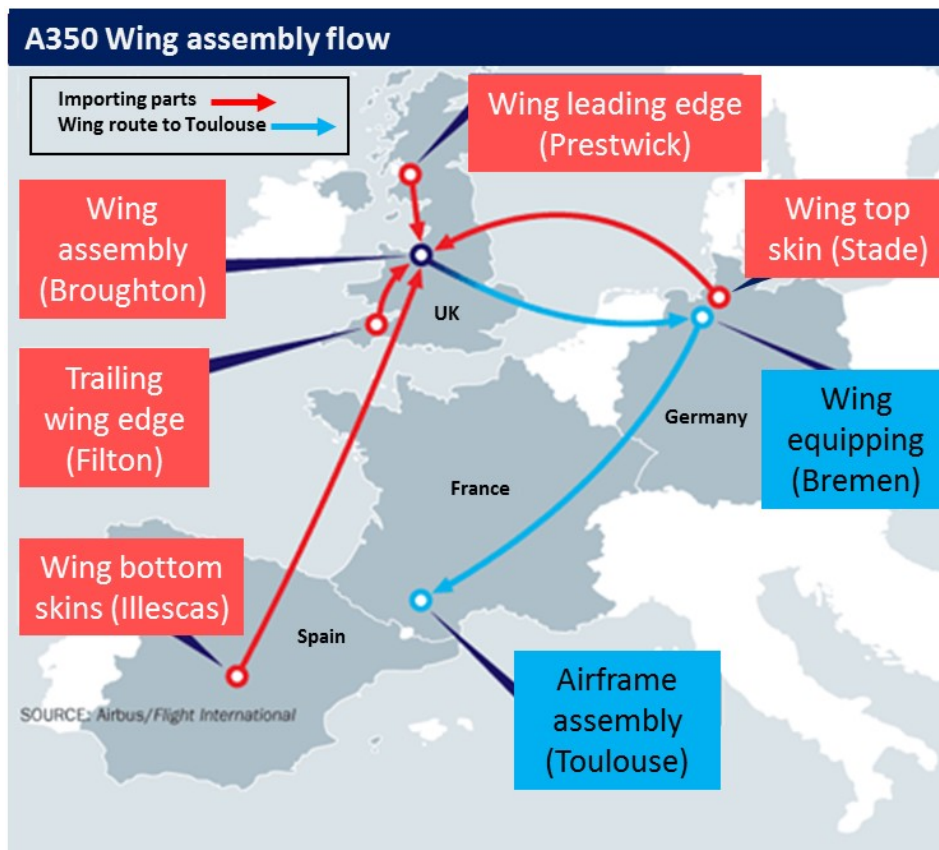 A350 Wing assembly flow
Importing parts
Wing route to Toulouse
Wing leading edge
(Prestwick)
Wing
assembly
(Broughton)
Wing top
skin (Stade)
UK
Trailing
wing edge
(Filton)
Germany
Wing
equipping
(Bremen)
France
Wing bottom
skins (Illescas)
Spain
SOURCE: Airbus/Flight International
Airframe
assembly
(Toulouse)